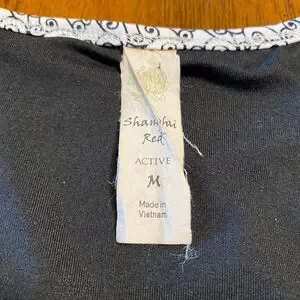 Shanghai
Red
ACTIVE
M
Made in
Vietnam